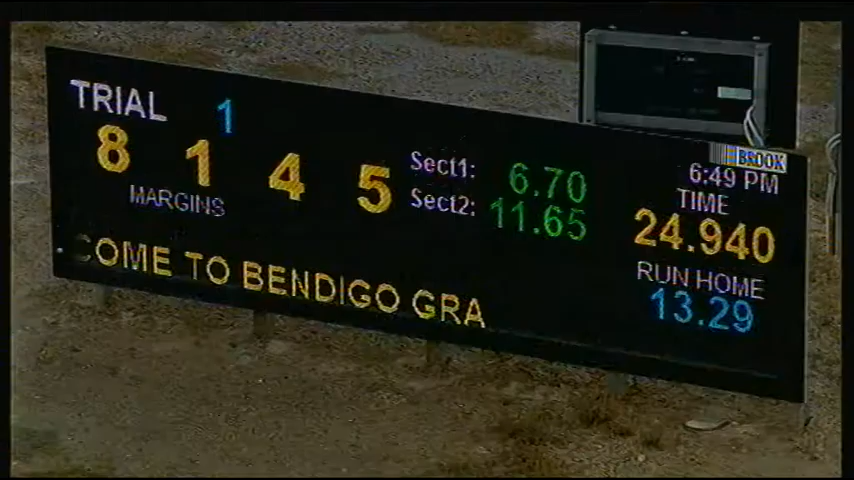 TRIAL 1
BROOK
8 1 4 5
Sect1: 6.70
6:49 PM
TIME
MARGINS
Sect2: 11.65
24.940
RUN HOME
13.29
COME TO BENDIGO GRA